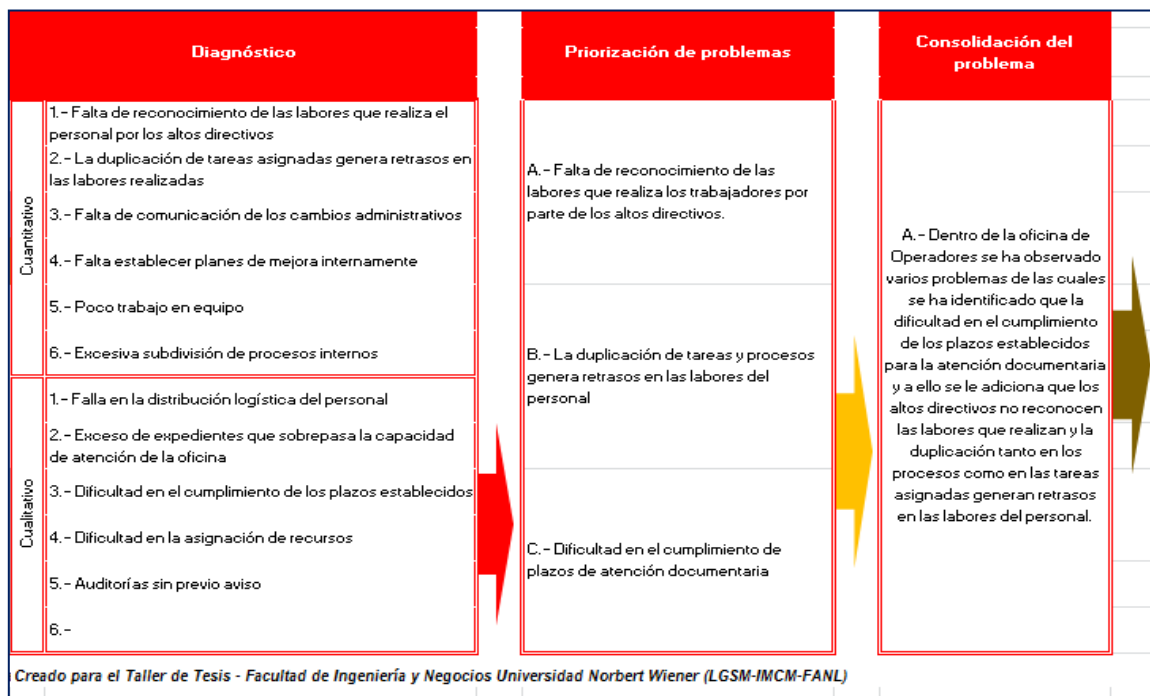 Diagnóstico
Priorización de problemas
Consolidación del
problema
Cuantitativo
1.- Falta de reconocimiento de las labores que realiza el
personal por los altos directivos
2.- La duplicación de tareas asignadas genera retrasos en
las labores realizadas
3.- Falta de comunicación de los cambios administrativos
4.- Falta establecer planes de mejora internamente
5.- Poco trabajo en equipo
6.- Excesiva subdivisión de procesos internos
Cualitativo
1.- Falla en la distribución logística del personal
2.- Exceso de expedientes que sobrepasa la capacidad
de atención de la oficina
3.- Dificultad en el cumplimiento de los plazos establecidos
4.- Dificultad en la asignación de recursos
5.- Auditorías sin previo aviso
6.-
A.- Falta de reconocimiento de las
labores que realiza los trabajadores por
parte de los altos directivos.
B.- La duplicación de tareas y procesos
genera retrasos en las labores del
personal
C.- Dificultad en el cumplimiento de
plazos de atención documentaria
A.- Dentro de la oficina de
Operadores se ha observado
varios problemas de las cuales
se ha identificado que la
dificultad en el cumplimiento
de los plazos establecidos
para la atención documentaria
y a ello se le adiciona que los
altos directivos no reconocen
las labores que realizan y la
duplicación tanto en los
procesos como en las tareas
asignadas generan retrasos
en las labores del personal.
Creado para el Taller de Tesis - Facultad de Ingeniería y Negocios Universidad Norbert Wiener (LGSM-IMCM-FANL)